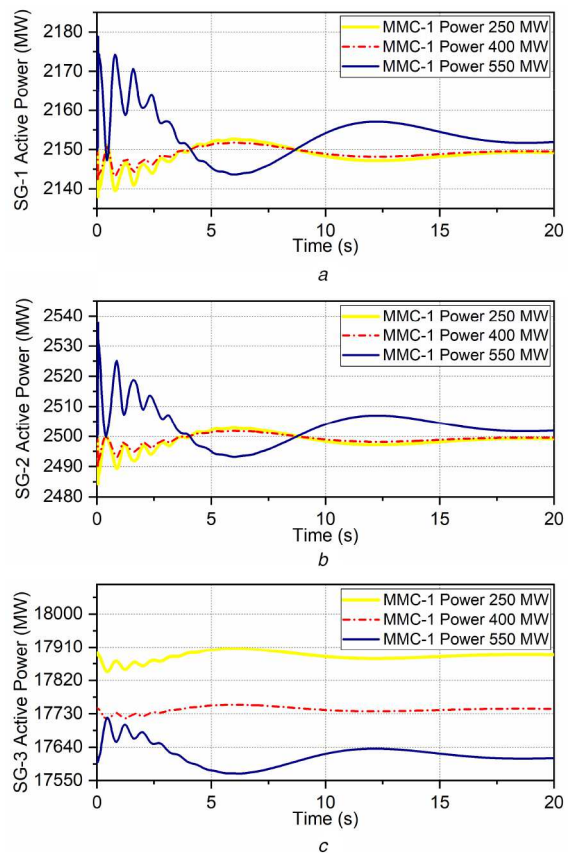 SG-1 Active Power (MW)
2180
2170
2160
2150
2140
MMC-1 Power 250 MW
MMC-1 Power 400 MW
MMC-1 Power 550 MW
0
5
10
15
20
Time (s)
a
SG-2 Active Power (MW)
2540
2530
2520
2510
2500
2490
2480
MMC-1 Power 250 MW
MMC-1 Power 400 MW
MMC-1 Power 550 MW
0
5
10
15
20
Time (s)
b
SG-3 Active Power (MW)
18000
17910
17820
17730
17640
17550
MMC-1 Power 250 MW
MMC-1 Power 400 MW
MMC-1 Power 550 MW
0
5
10
15
20
Time (s)
c